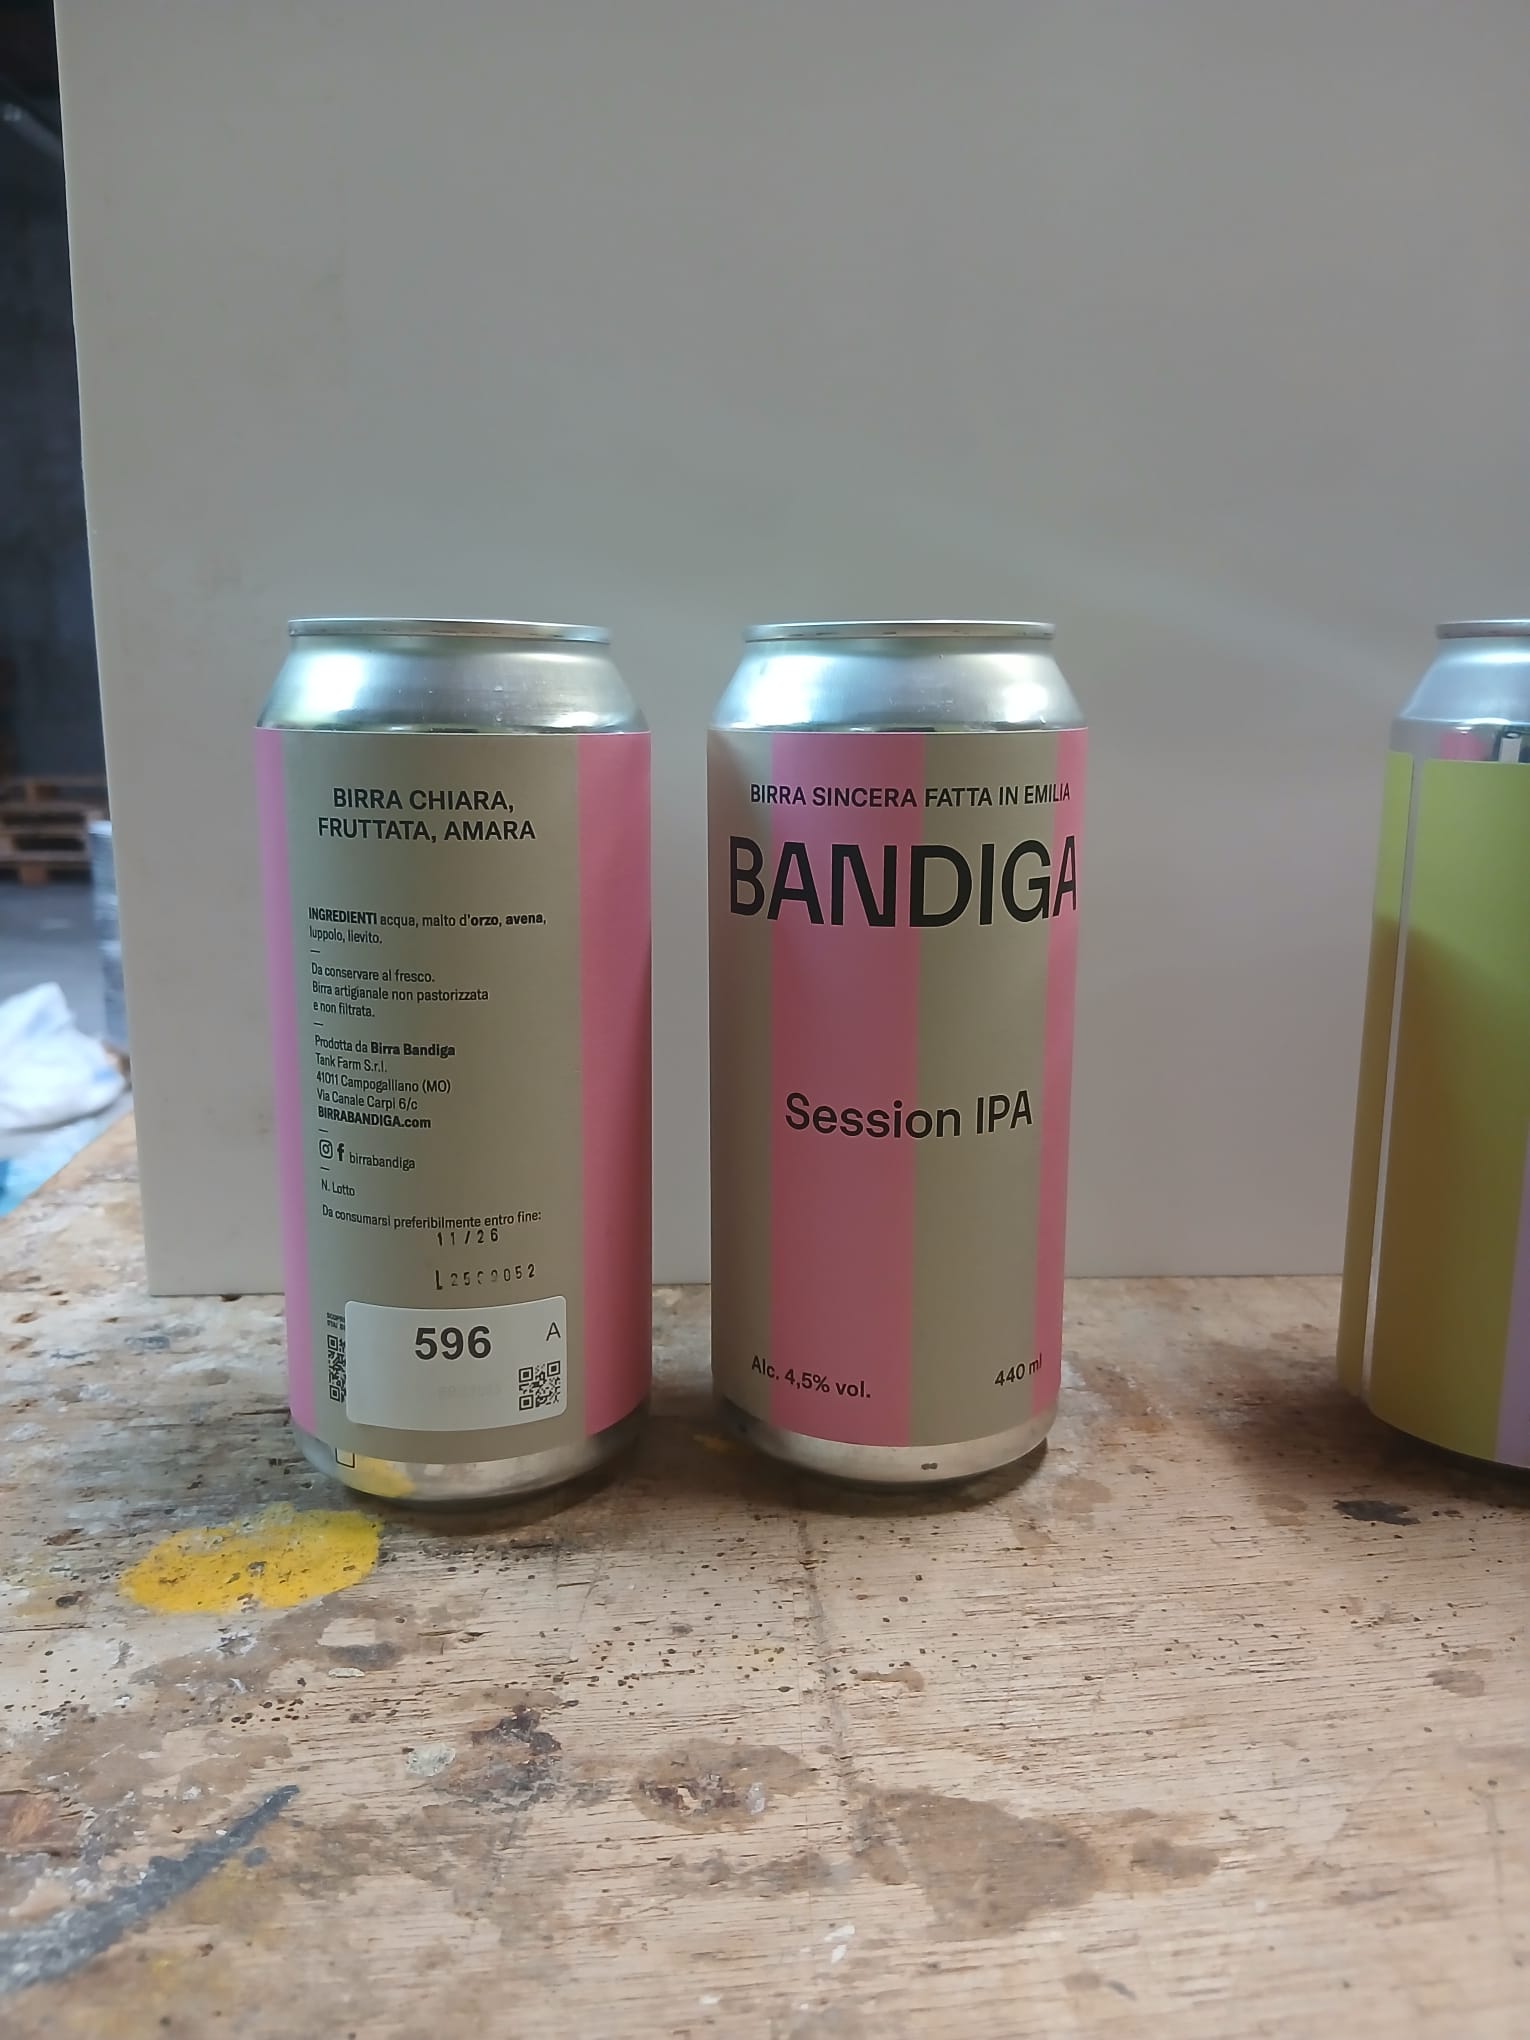 BIRRA CHIARA,
FRUTTATA, AMARA
INGREDIENTI acqua, malto d'orzo, avena,
luppolo, lievito.
—
Da conservare al fresco.
Birra artigianale non pastorizzata
e non filtrata.
—
Prodotta da Birra Bandiga
Tank Farm S.r.l.
41011 Campogalliano (MO)
Via Canale Carpi 6/c
BIRRABANDIGA.com
—
birrabandiga
—
N. Lotto
Da consumarsi preferibilmente entro fine:
11/26
596
A
BIRRA SINCERA FATTA IN EMILIA
BANDIGA
Session IPA
Alc. 4,5% vol.
440 ml